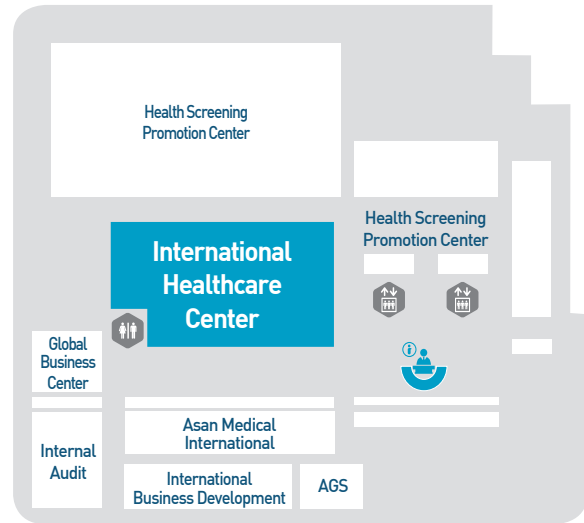 Health Screening
Promotion Center
Health Screening
Promotion Center
International
Healthcare
Center
Global
Business
Center
i
Asan Medical
International
Internal
Audit
International
Business Development
AGS